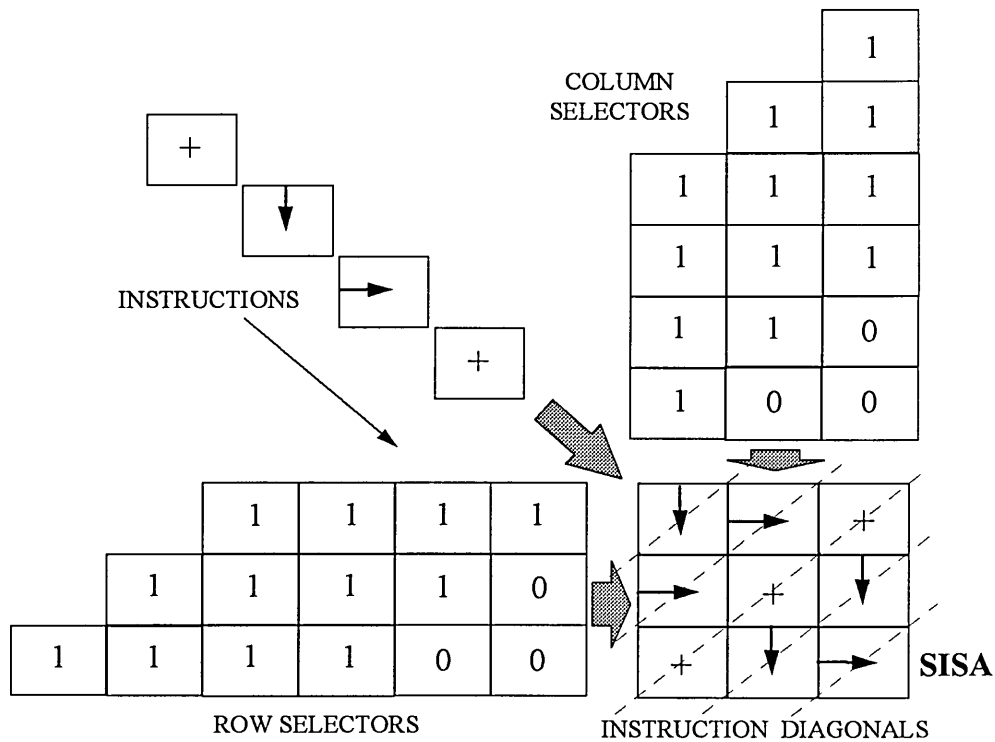 1
COLUMN
SELECTORS
1 1
+
1 1 1
1 1 1
INSTRUCTIONS
1 1 0
+
1 0 0
1 1 1 1
+
1 1 1 1 0
+
1 1 1 1 0 0
+
SISA
ROW SELECTORS
INSTRUCTION DIAGONALS